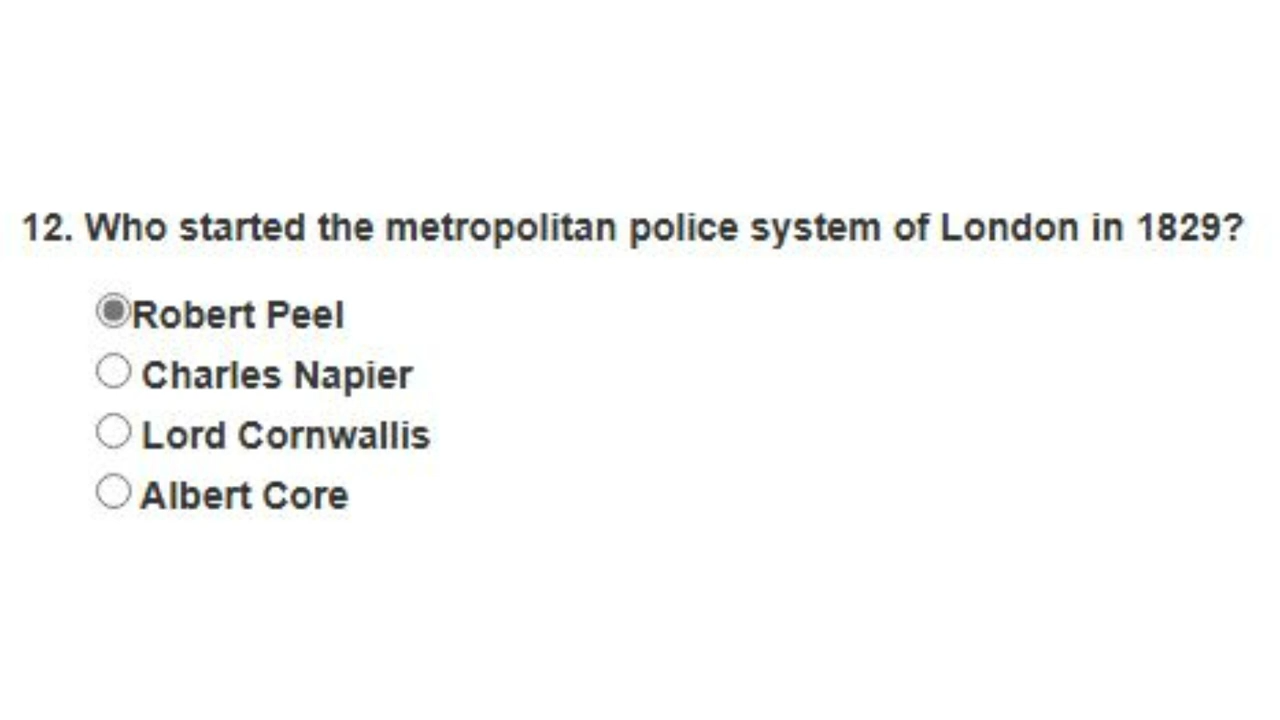 12. Who started the metropolitan police system of London in 1829?
Robert Peel
Charles Napier
Lord Cornwallis
Albert Core